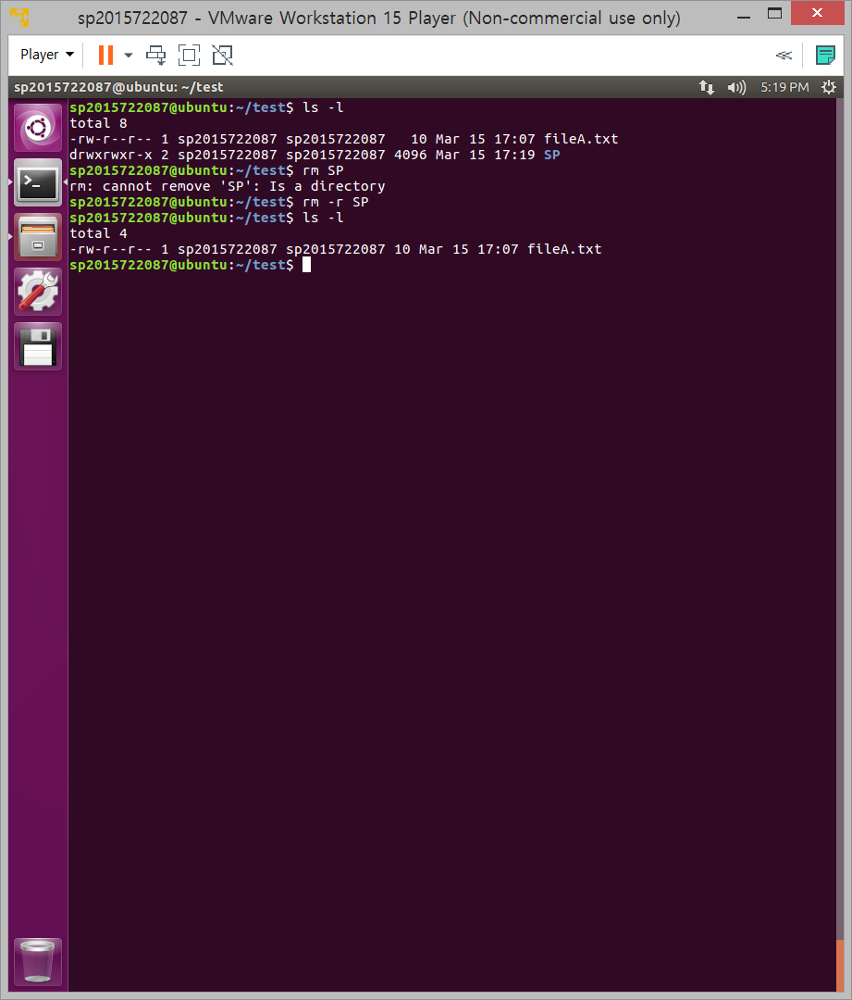 sp2015722087 - VMware Workstation 15 Player (Non-commercial use only)
Player
sp2015722087@ubuntu: ~/test
5:19 PM
sp2015722087@ubuntu:~/test$ ls -l
total 8
-rw-r--r-- 1 sp2015722087 sp2015722087   10 Mar 15 17:07 fileA.txt
drwxrwxr-x 2 sp2015722087 sp2015722087 4096 Mar 15 17:19 SP
sp2015722087@ubuntu:~/test$ rm SP
rm: cannot remove 'SP': Is a directory
sp2015722087@ubuntu:~/test$ rm -r SP
sp2015722087@ubuntu:~/test$ ls -l
total 4
-rw-r--r-- 1 sp2015722087 sp2015722087 10 Mar 15 17:07 fileA.txt
sp2015722087@ubuntu:~/test$